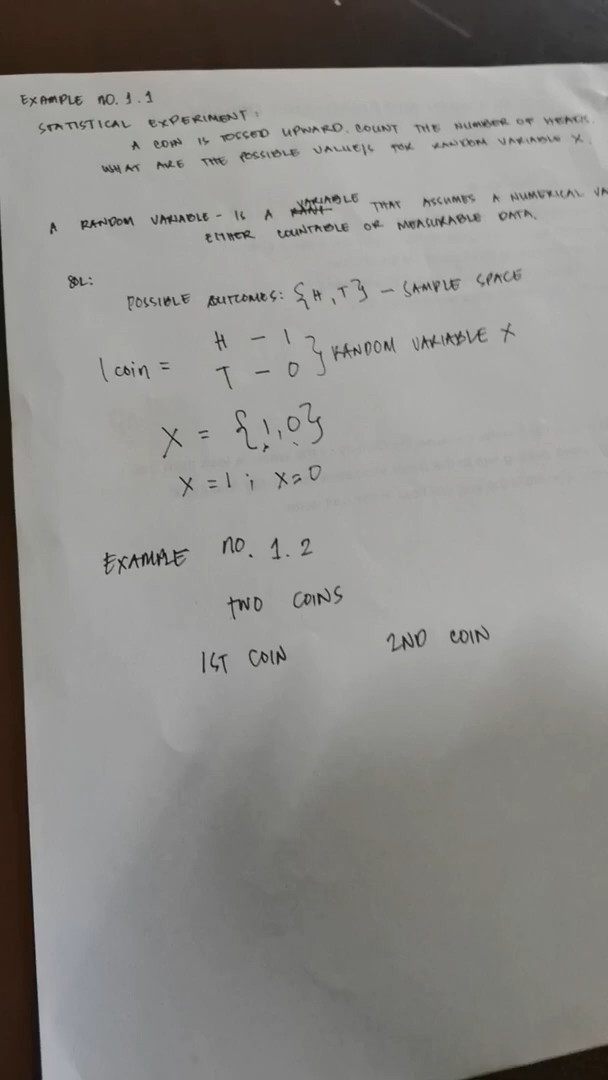 EXAMPLE NO. 1.1
STATISTICAL EXPERIMENT:
A COIN IS TOSSED UPWARD. COUNT THE NUMBER OF HEADS.
WHAT ARE THE POSSIBLE VALUE/S FOR RANDOM VARIABLE X.
A RANDOM VARIABLE - IS A VARIABLE THAT ASSUMES A NUMERICAL VA
EITHER COUNTABLE OR MEASURABLE DATA.
SOL:
POSSIBLE OUTCOMES: {H, T} - SAMPLE SPACE
H - 1
1 coin = } RANDOM VARIABLE X
T - 0
X = {1,0}
X = 1 ; X = 0
EXAMPLE NO. 1.2
TWO COINS
1ST COIN 2ND COIN